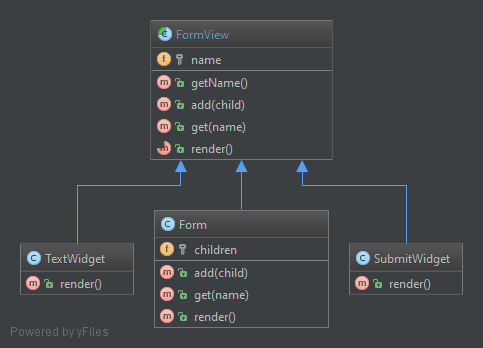 FormView
name
getName()
add(child)
get(name)
render()
TextWidget
render()
Form
children
add(child)
get(name)
render()
SubmitWidget
render()
Powered by yFiles